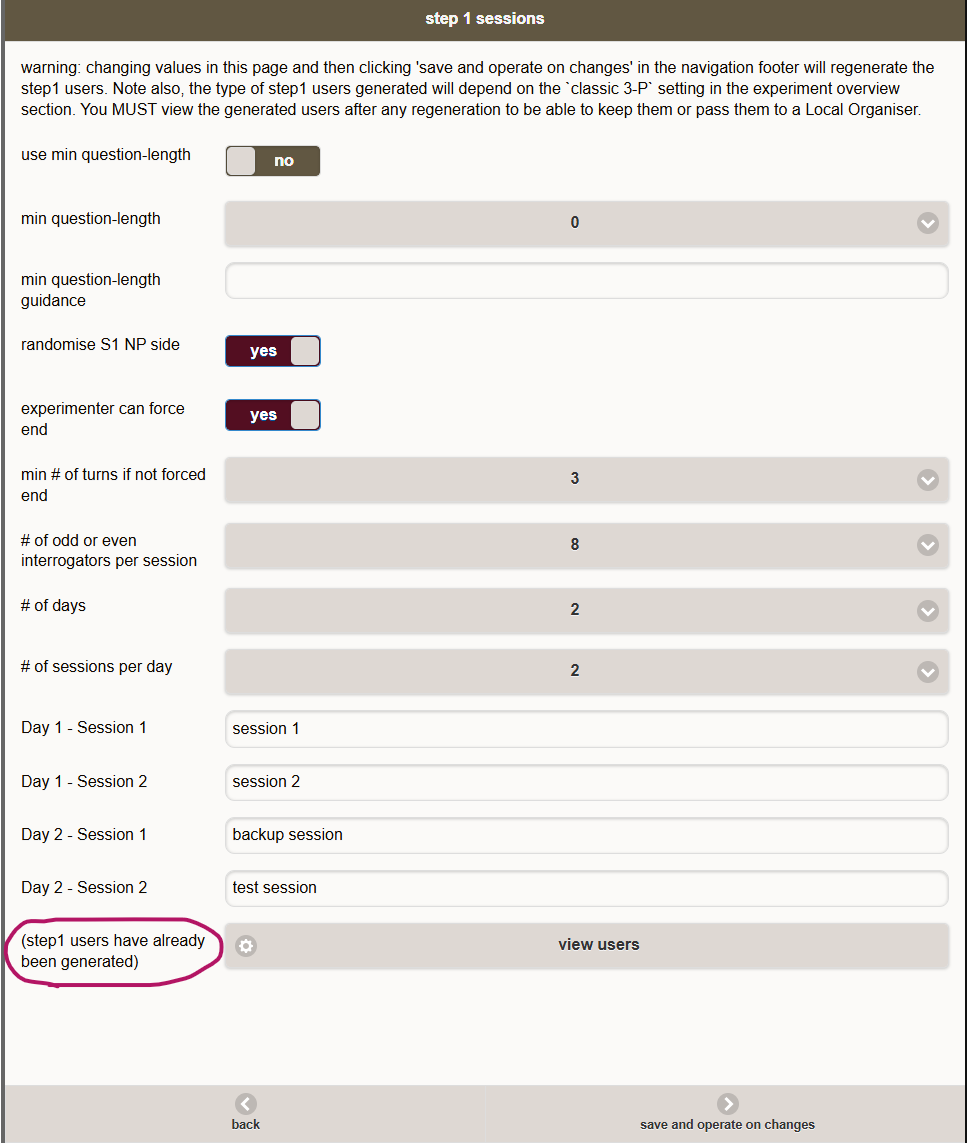 step 1 sessions
warning: changing values in this page and then clicking 'save and operate on changes' in the navigation footer will regenerate the
step1 users. Note also, the type of step1 users generated will depend on the `classic 3-P` setting in the experiment overview
section. You MUST view the generated users after any regeneration to be able to keep them or pass them to a Local Organiser.
use min question-length
no
min question-length
0
min question-length
guidance
randomise S1 NP side
yes
experimenter can force
end
yes
min # of turns if not forced
end
3
# of odd or even
interrogators per session
8
# of days
2
# of sessions per day
2
Day 1 - Session 1
session 1
Day 1 - Session 2
session 2
Day 2 - Session 1
backup session
Day 2 - Session 2
test session
(step1 users have already
been generated)
view users
back
save and operate on changes